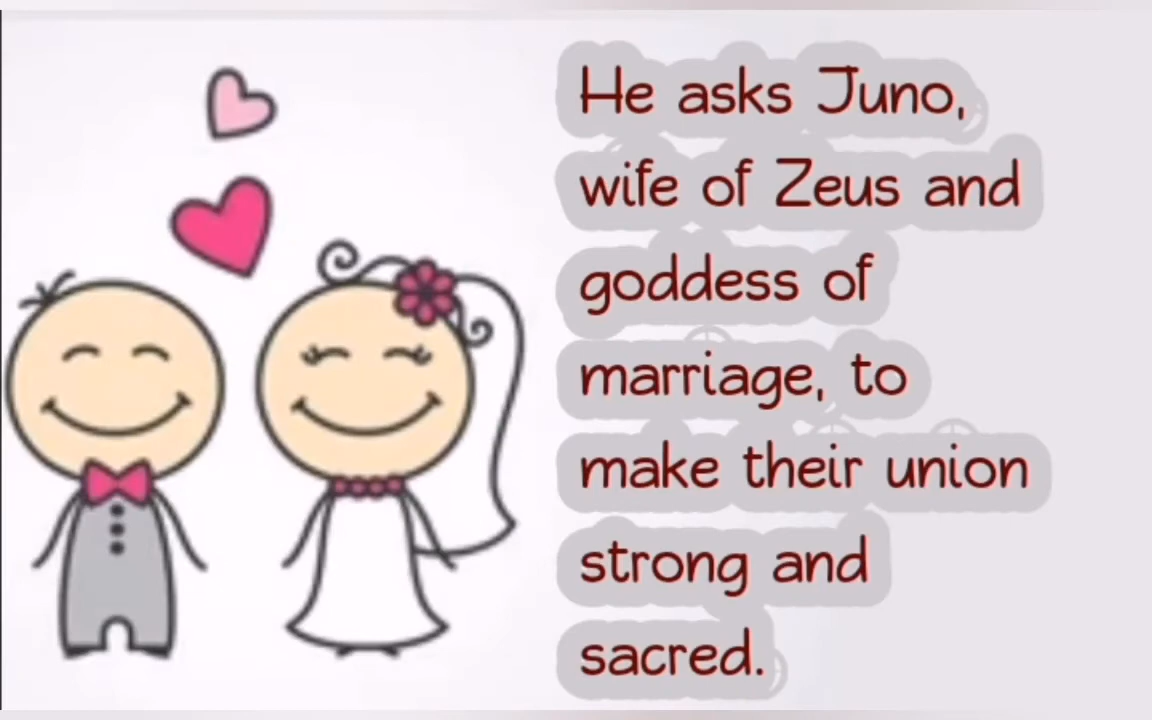 He asks Juno,
wife of Zeus and
goddess of
marriage, to
make their union
strong and
sacred.